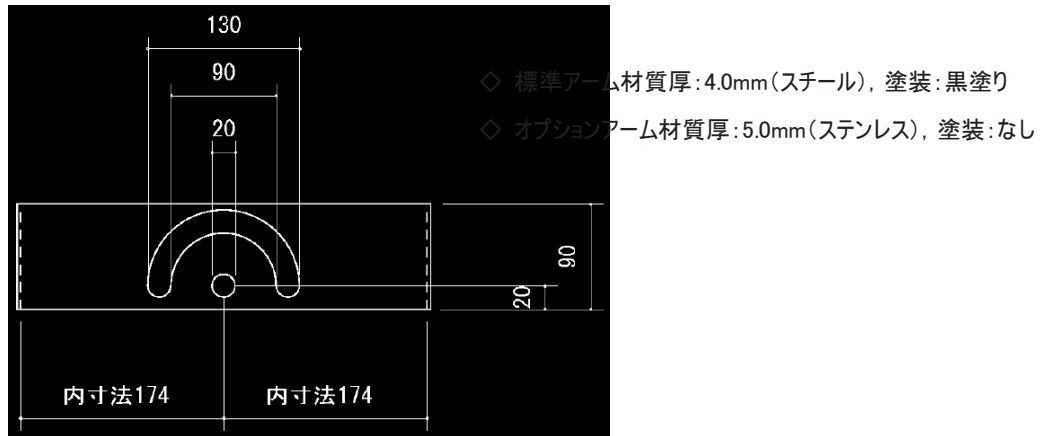 130
90
20
◇ 標準アーム材質厚：4.0mm（スチール）, 塗装：黒塗り
◇ オプションアーム材質厚：5.0mm（ステンレス）, 塗装：なし
90
20
内寸法174
内寸法174